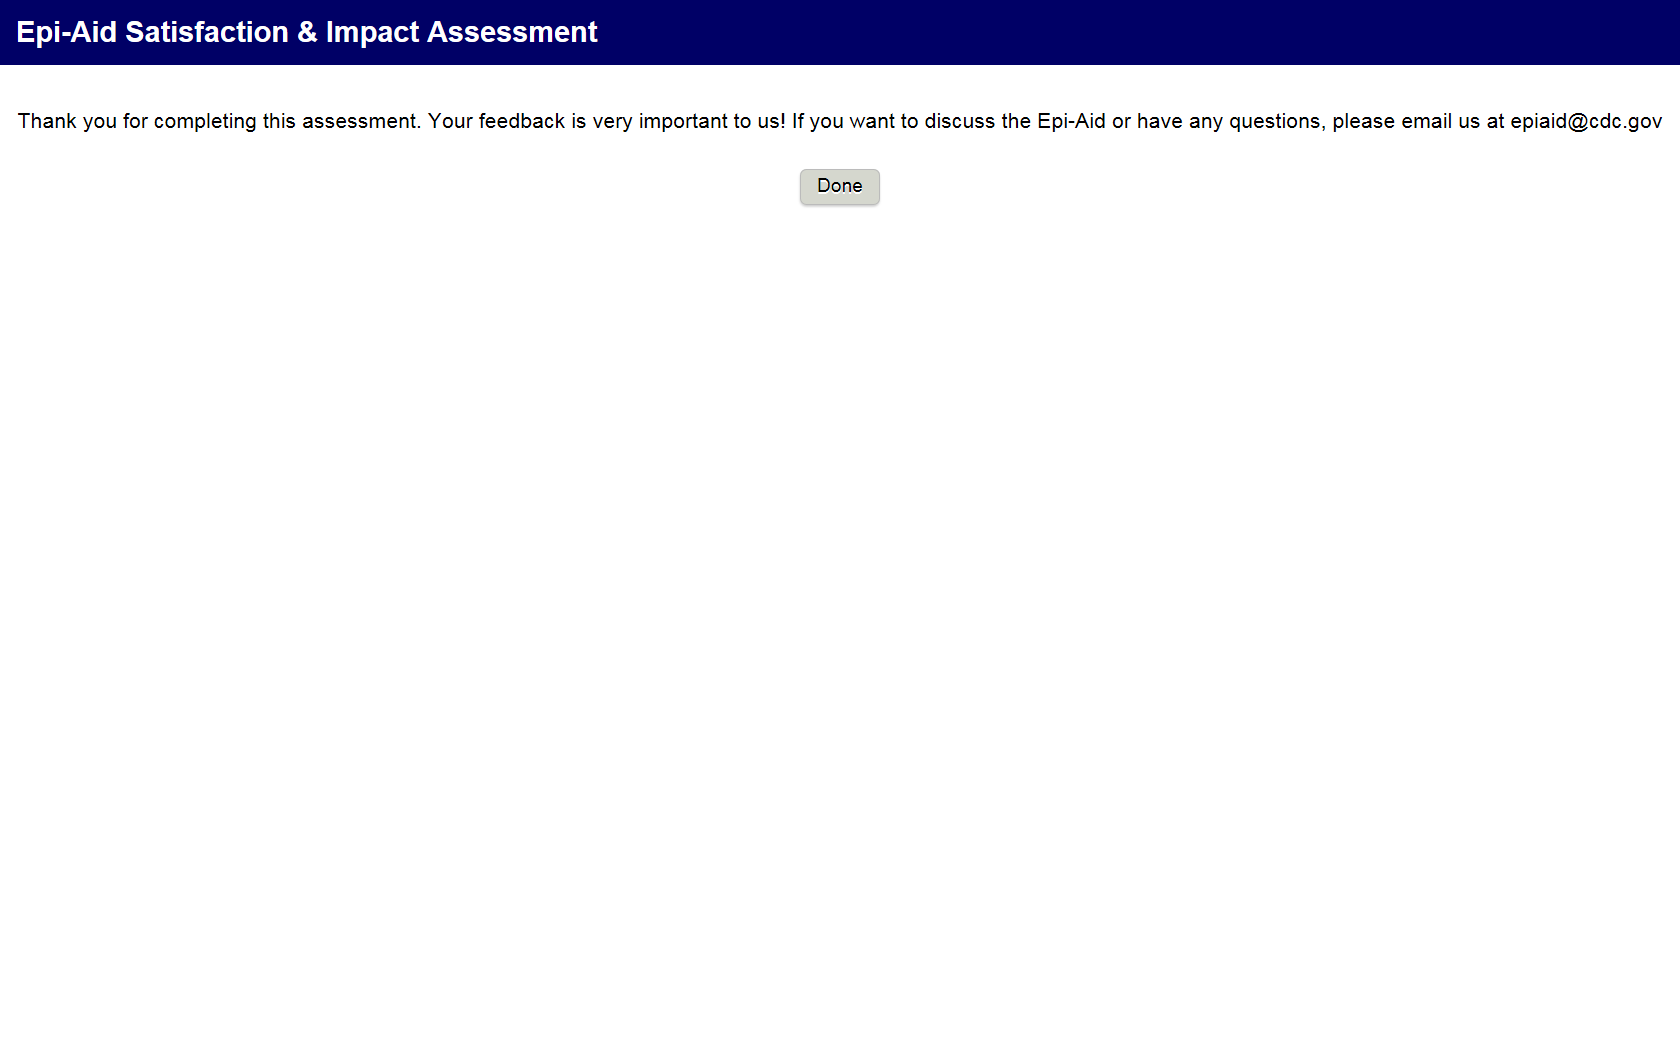 Epi-Aid Satisfaction & Impact Assessment
Thank you for completing this assessment. Your feedback is very important to us! If you want to discuss the Epi-Aid or have any questions, please email us at epiaid@cdc.gov
Done